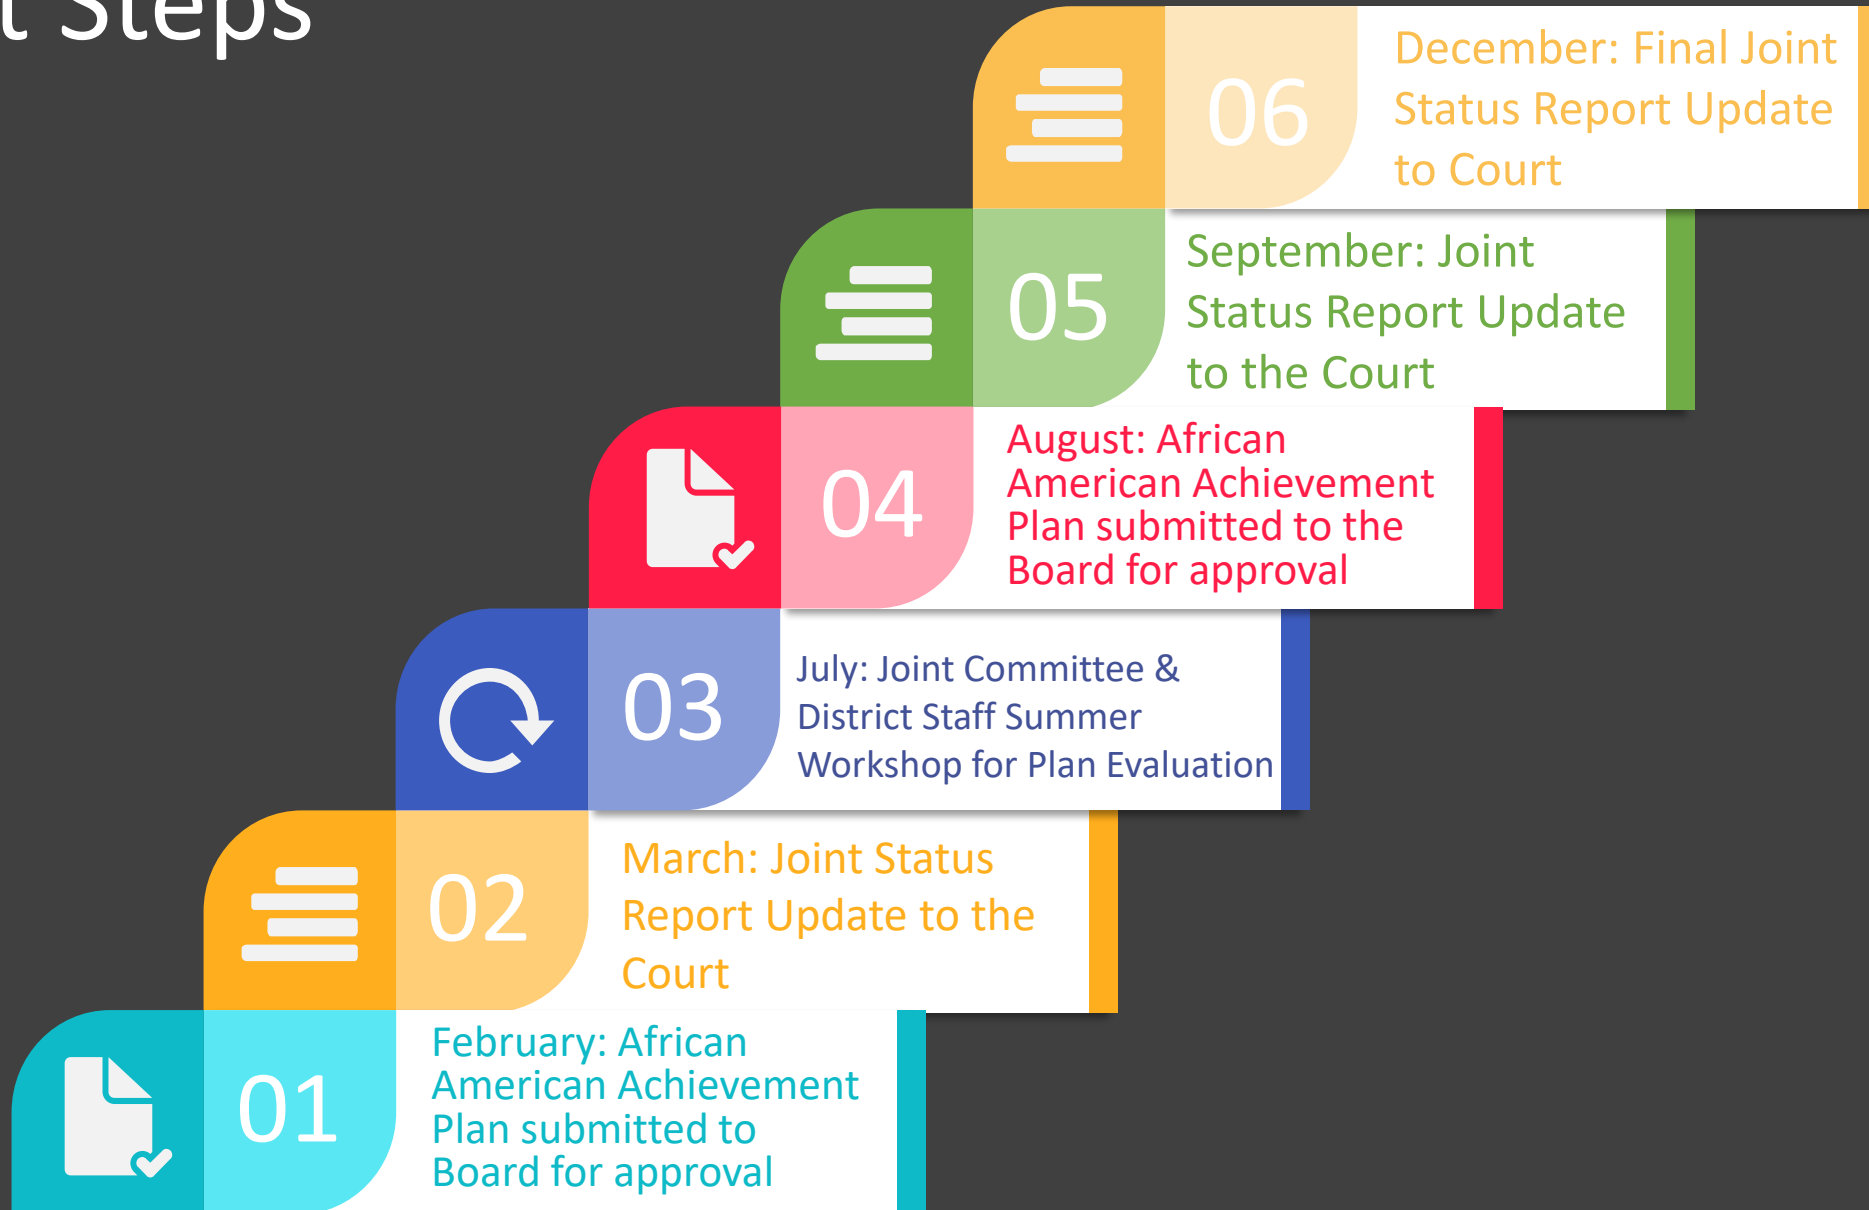 t Steps
06
December: Final Joint
Status Report Update
to Court
05
September: Joint
Status Report Update
to the Court
04
August: African
American Achievement
Plan submitted to the
Board for approval
03
July: Joint Committee &
District Staff Summer
Workshop for Plan Evaluation
02
March: Joint Status
Report Update to the
Court
01
February: African
American Achievement
Plan submitted to
Board for approval